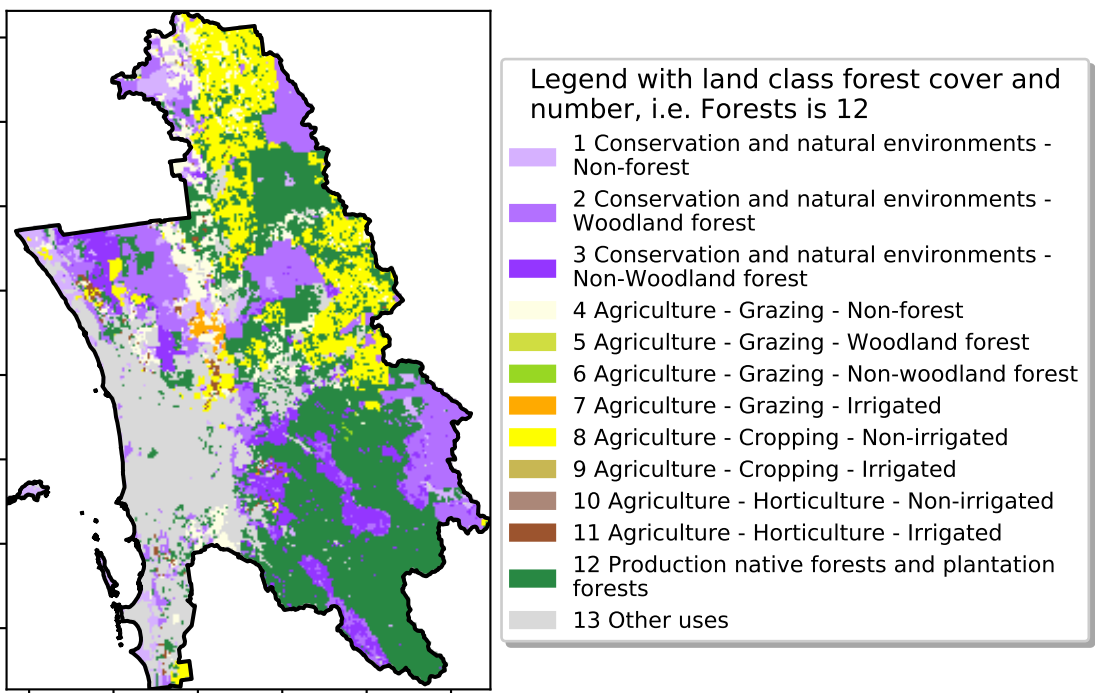 Legend with land class forest cover and
number, i.e. Forests is 12
1 Conservation and natural environments -
Non-forest
2 Conservation and natural environments -
Woodland forest
3 Conservation and natural environments -
Non-Woodland forest
4 Agriculture - Grazing - Non-forest
5 Agriculture - Grazing - Woodland forest
6 Agriculture - Grazing - Non-woodland forest
7 Agriculture - Grazing - Irrigated
8 Agriculture - Cropping - Non-irrigated
9 Agriculture - Cropping - Irrigated
10 Agriculture - Horticulture - Non-irrigated
11 Agriculture - Horticulture - Irrigated
12 Production native forests and plantation
forests
13 Other uses